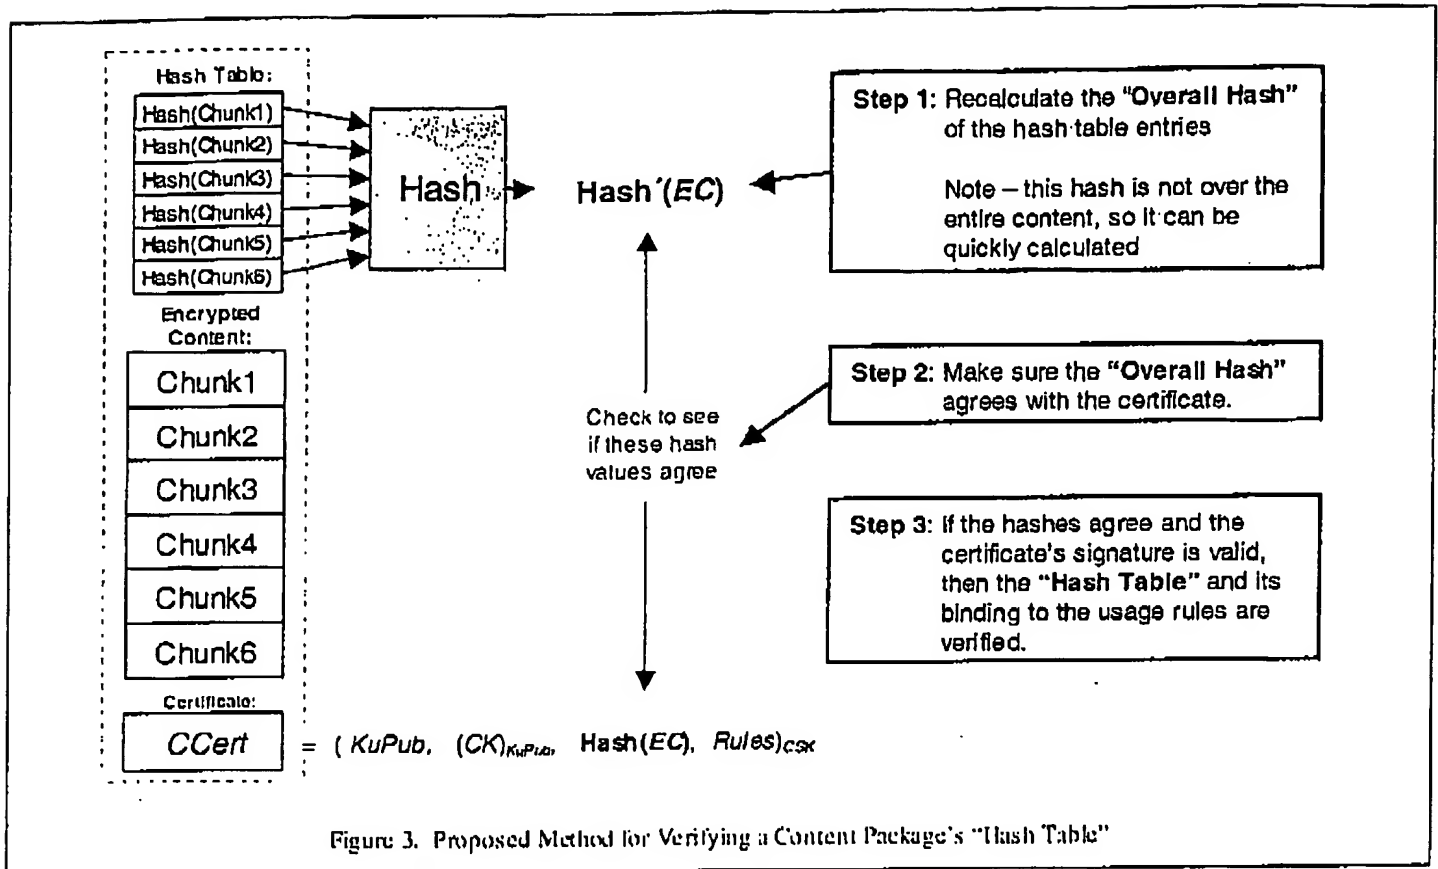 Hash Table:
Hash(Chunk1)
Hash(Chunk2)
Hash(Chunk3)
Hash(Chunk4)
Hash(Chunk5)
Hash(Chunk6)
Hash
Hash´(EC)
Encrypted
Content:
Chunk1
Chunk2
Chunk3
Chunk4
Chunk5
Chunk6
Certificate:
CCert
= ( KuPub, (CK)KuPub, Hash(EC), Rules)CSK
Check to see
if these hash
values agree
Step 1: Recalculate the "Overall Hash"
of the hash table entries
Note – this hash is not over the
entire content, so it can be
quickly calculated
Step 2: Make sure the "Overall Hash"
agrees with the certificate.
Step 3: If the hashes agree and the
certificate's signature is valid,
then the "Hash Table" and its
binding to the usage rules are
verified.
Figure 3. Proposed Method for Verifying a Content Package's "Hash Table"